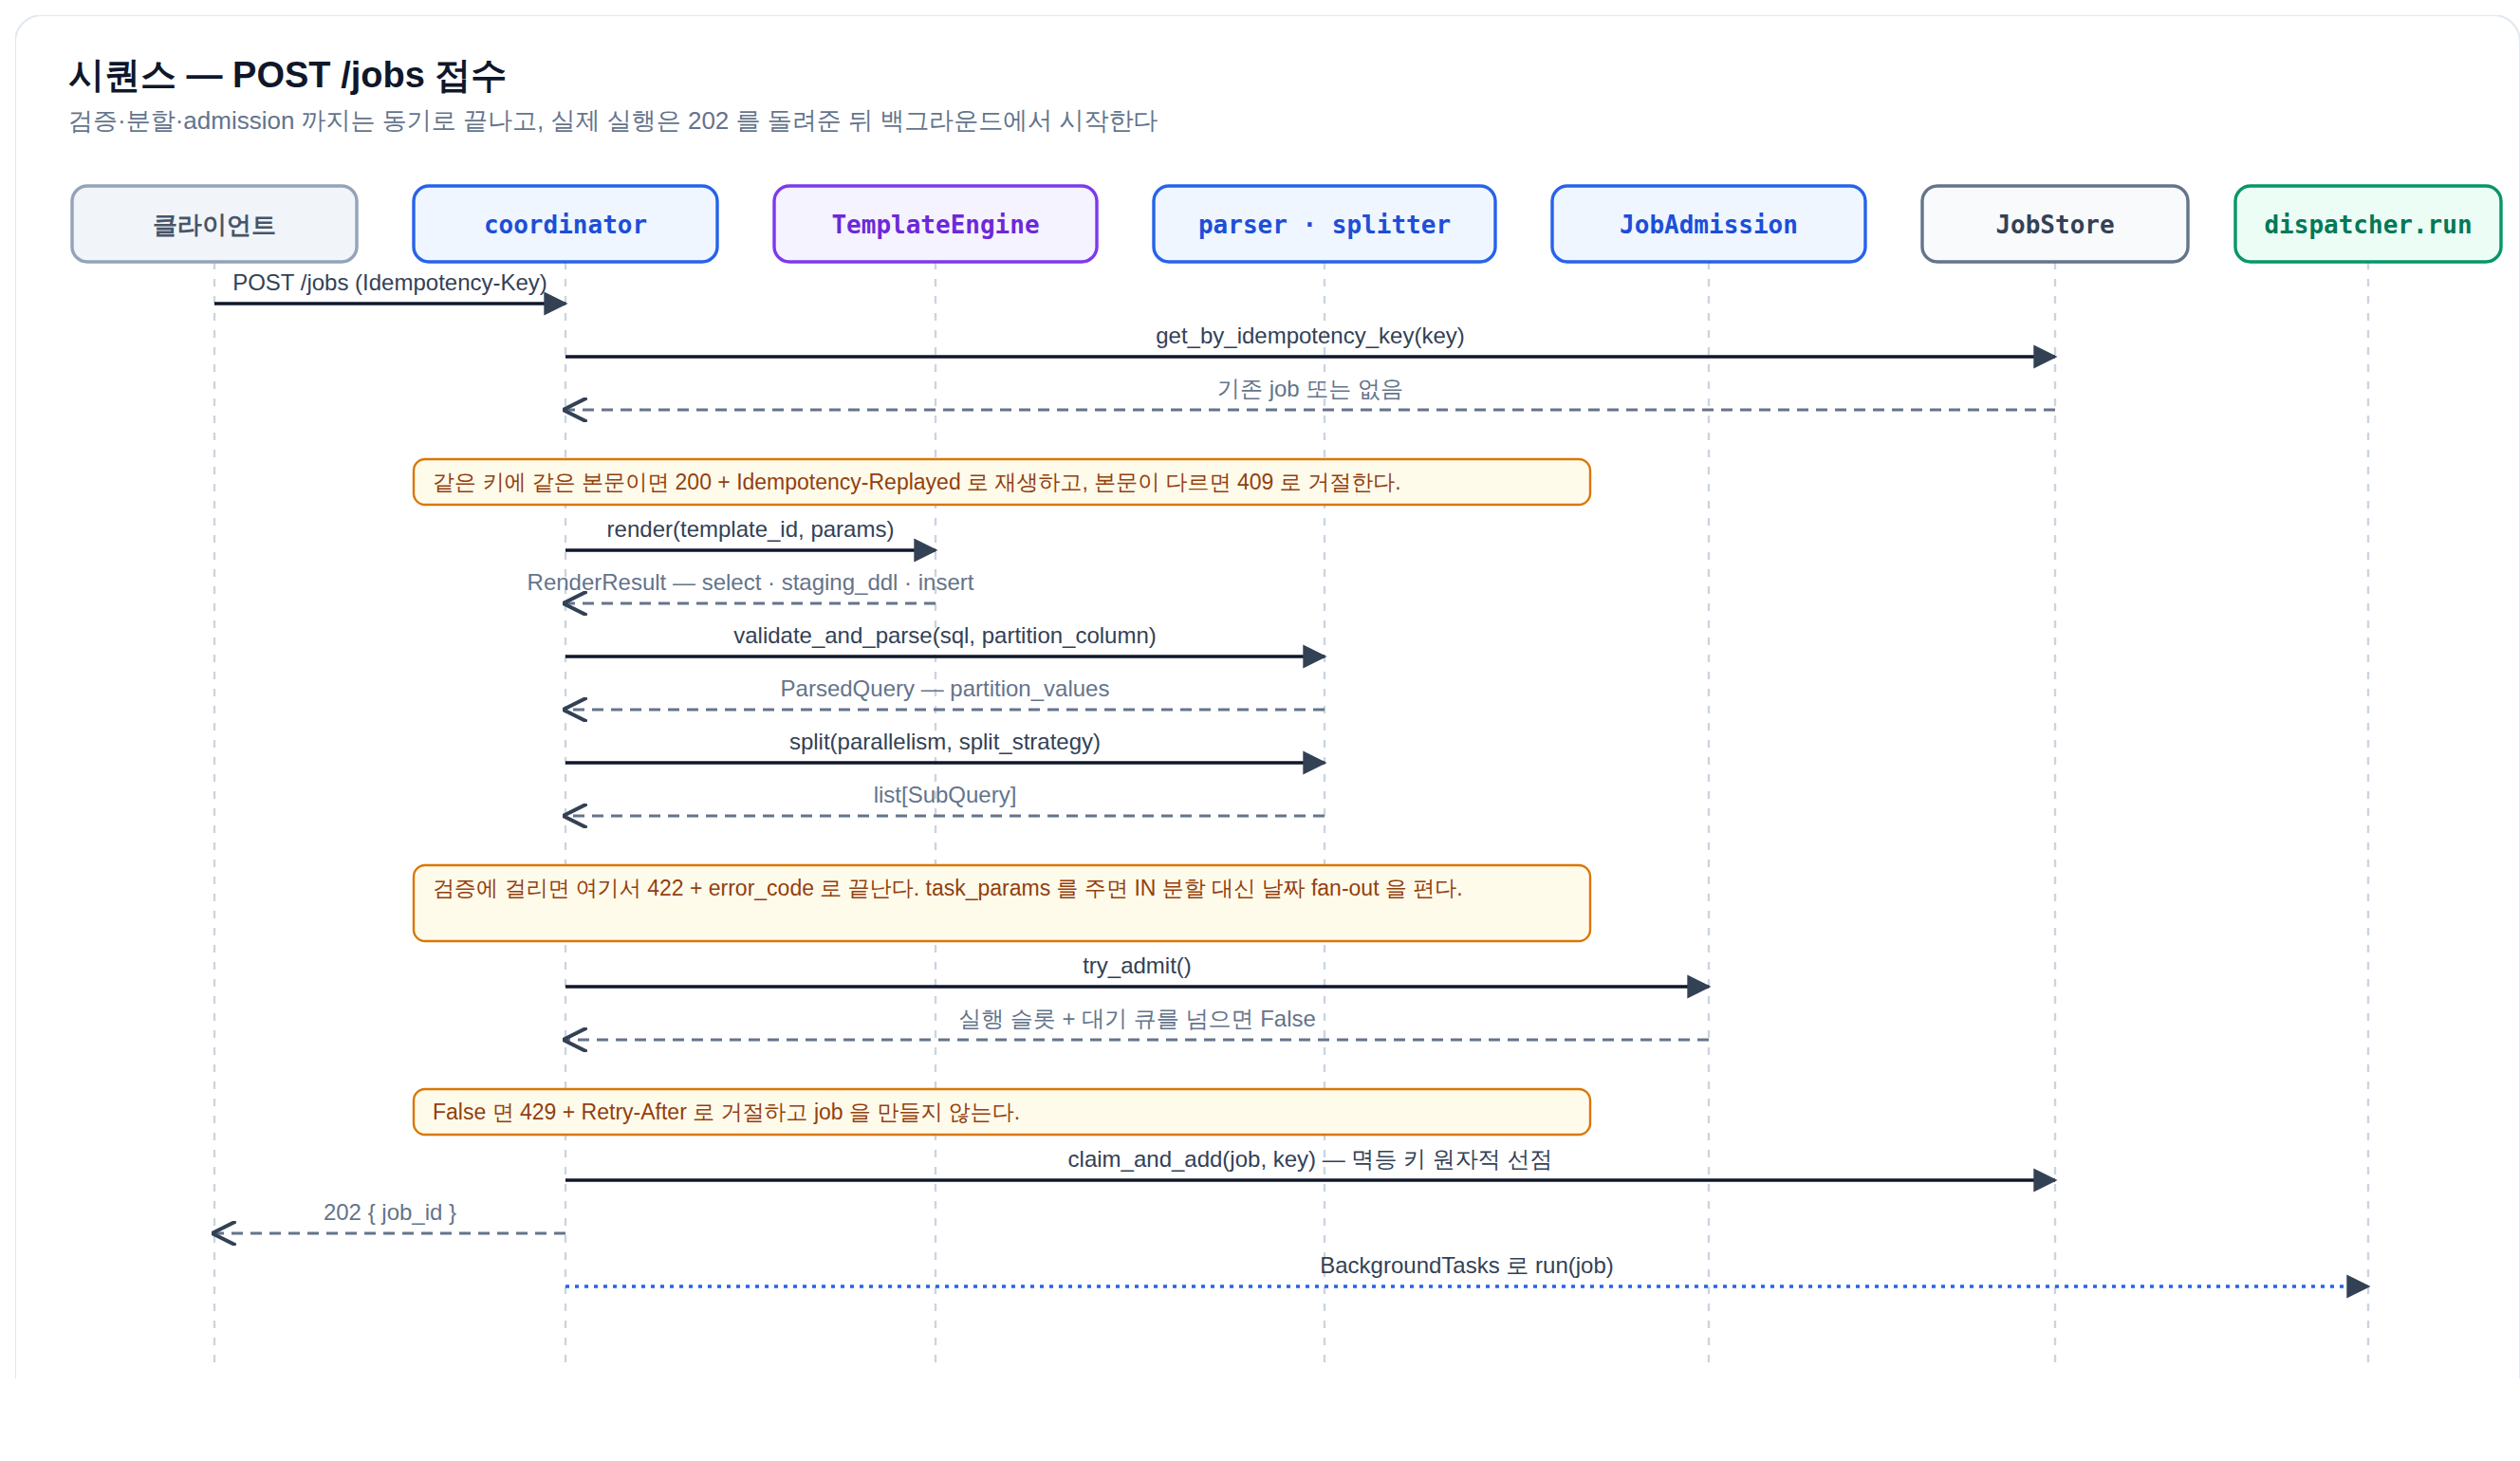 시퀀스 — POST /jobs 접수
검증·분할·admission 까지는 동기로 끝나고, 실제 실행은 202 를 돌려준 뒤 백그라운드에서 시작한다
클라이언트
coordinator
TemplateEngine
parser · splitter
JobAdmission
JobStore
dispatcher.run
POST /jobs (Idempotency-Key)
get_by_idempotency_key(key)
기존 job 또는 없음
같은 키에 같은 본문이면 200 + Idempotency-Replayed 로 재생하고, 본문이 다르면 409 로 거절한다.
render(template_id, params)
RenderResult — select · staging_ddl · insert
validate_and_parse(sql, partition_column)
ParsedQuery — partition_values
split(parallelism, split_strategy)
list[SubQuery]
검증에 걸리면 여기서 422 + error_code 로 끝난다. task_params 를 주면 IN 분할 대신 날짜 fan-out 을 편다.
try_admit()
실행 슬롯 + 대기 큐를 넘으면 False
False 면 429 + Retry-After 로 거절하고 job 을 만들지 않는다.
claim_and_add(job, key) — 멱등 키 원자적 선점
202 { job_id }
BackgroundTasks 로 run(job)